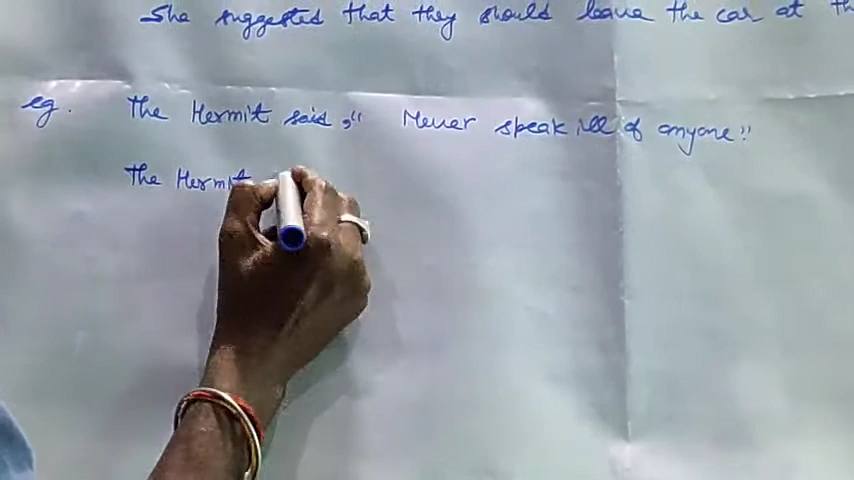 She suggested that they should leave the car at
eg. The Hermit said," Never speak ill of anyone."
The Hermit